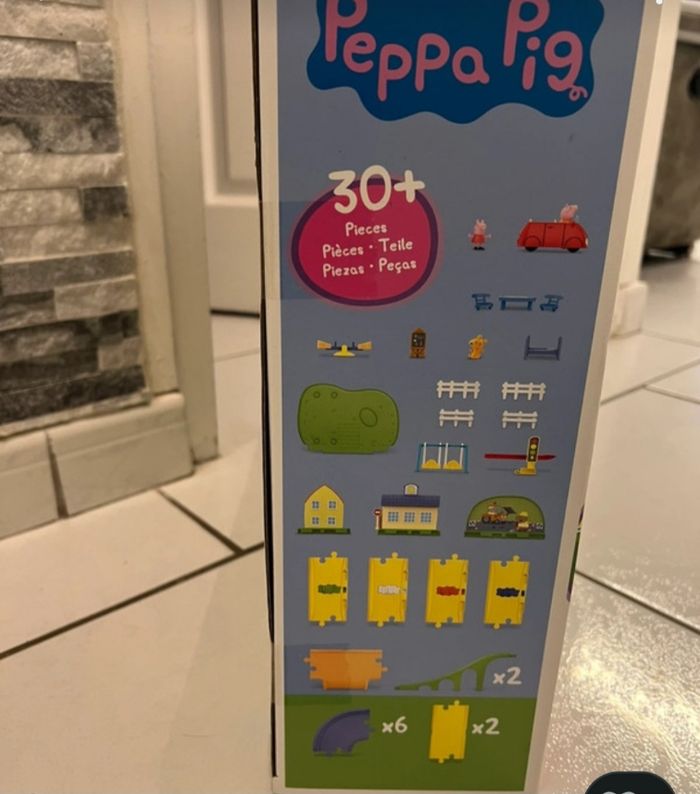 Peppa Pig
30+
Pieces
Pièces • Teile
Piezas • Peças
x2
x6
x2